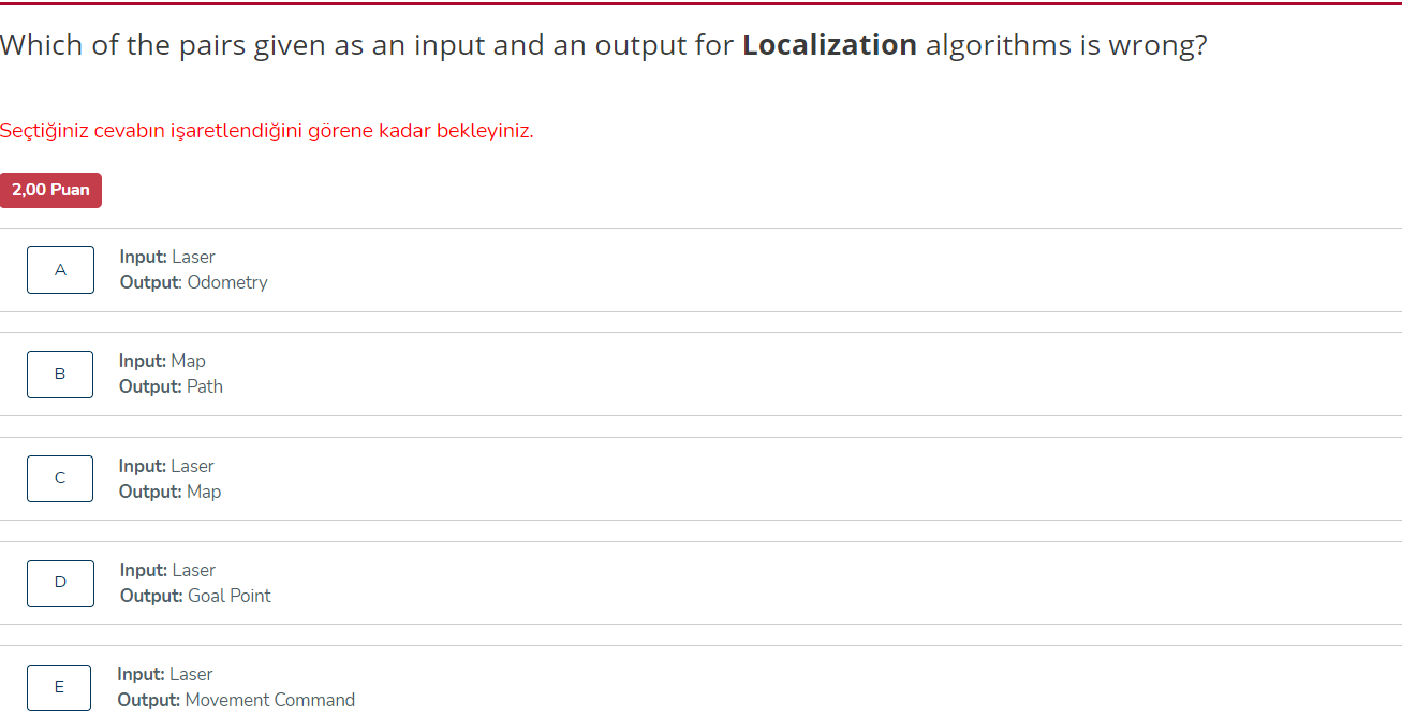 Which of the pairs given as an input and an output for Localization algorithms is wrong?
Seçtiğiniz cevabın işaretlendiğini görene kadar bekleyiniz.
2,00 Puan
A
Input: Laser
Output: Odometry
B
Input: Map
Output: Path
C
Input: Laser
Output: Map
D
Input: Laser
Output: Goal Point
E
Input: Laser
Output: Movement Command